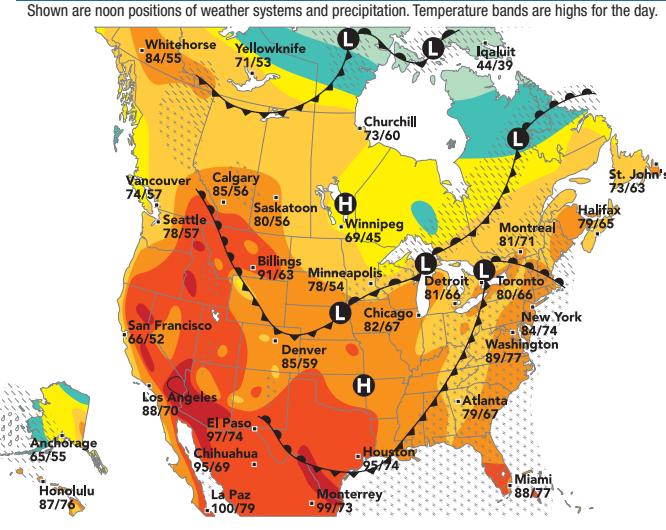 Shown are noon positions of weather systems and precipitation. Temperature bands are highs for the day.
L
L
Whitehorse
84/55
Yellowknife
71/53
Iqaluit
44/39
Churchill
73/60
L
St. John's
73/63
Vancouver
74/57
Calgary
85/56
Saskatoon
80/56
H
Winnipeg
69/45
Halifax
79/65
Seattle
78/57
Montreal
81/71
Billings
91/63
Minneapolis
78/54
L
Detroit
81/66
L
Toronto
80/66
L
Chicago
82/67
New York
84/74
San Francisco
66/52
Denver
85/59
Washington
89/77
H
Los Angeles
88/70
Atlanta
79/67
El Paso
97/74
Anchorage
65/55
Chihuahua
95/69
Houston
95/74
Honolulu
87/76
La Paz
100/79
Monterrey
99/73
Miami
88/77